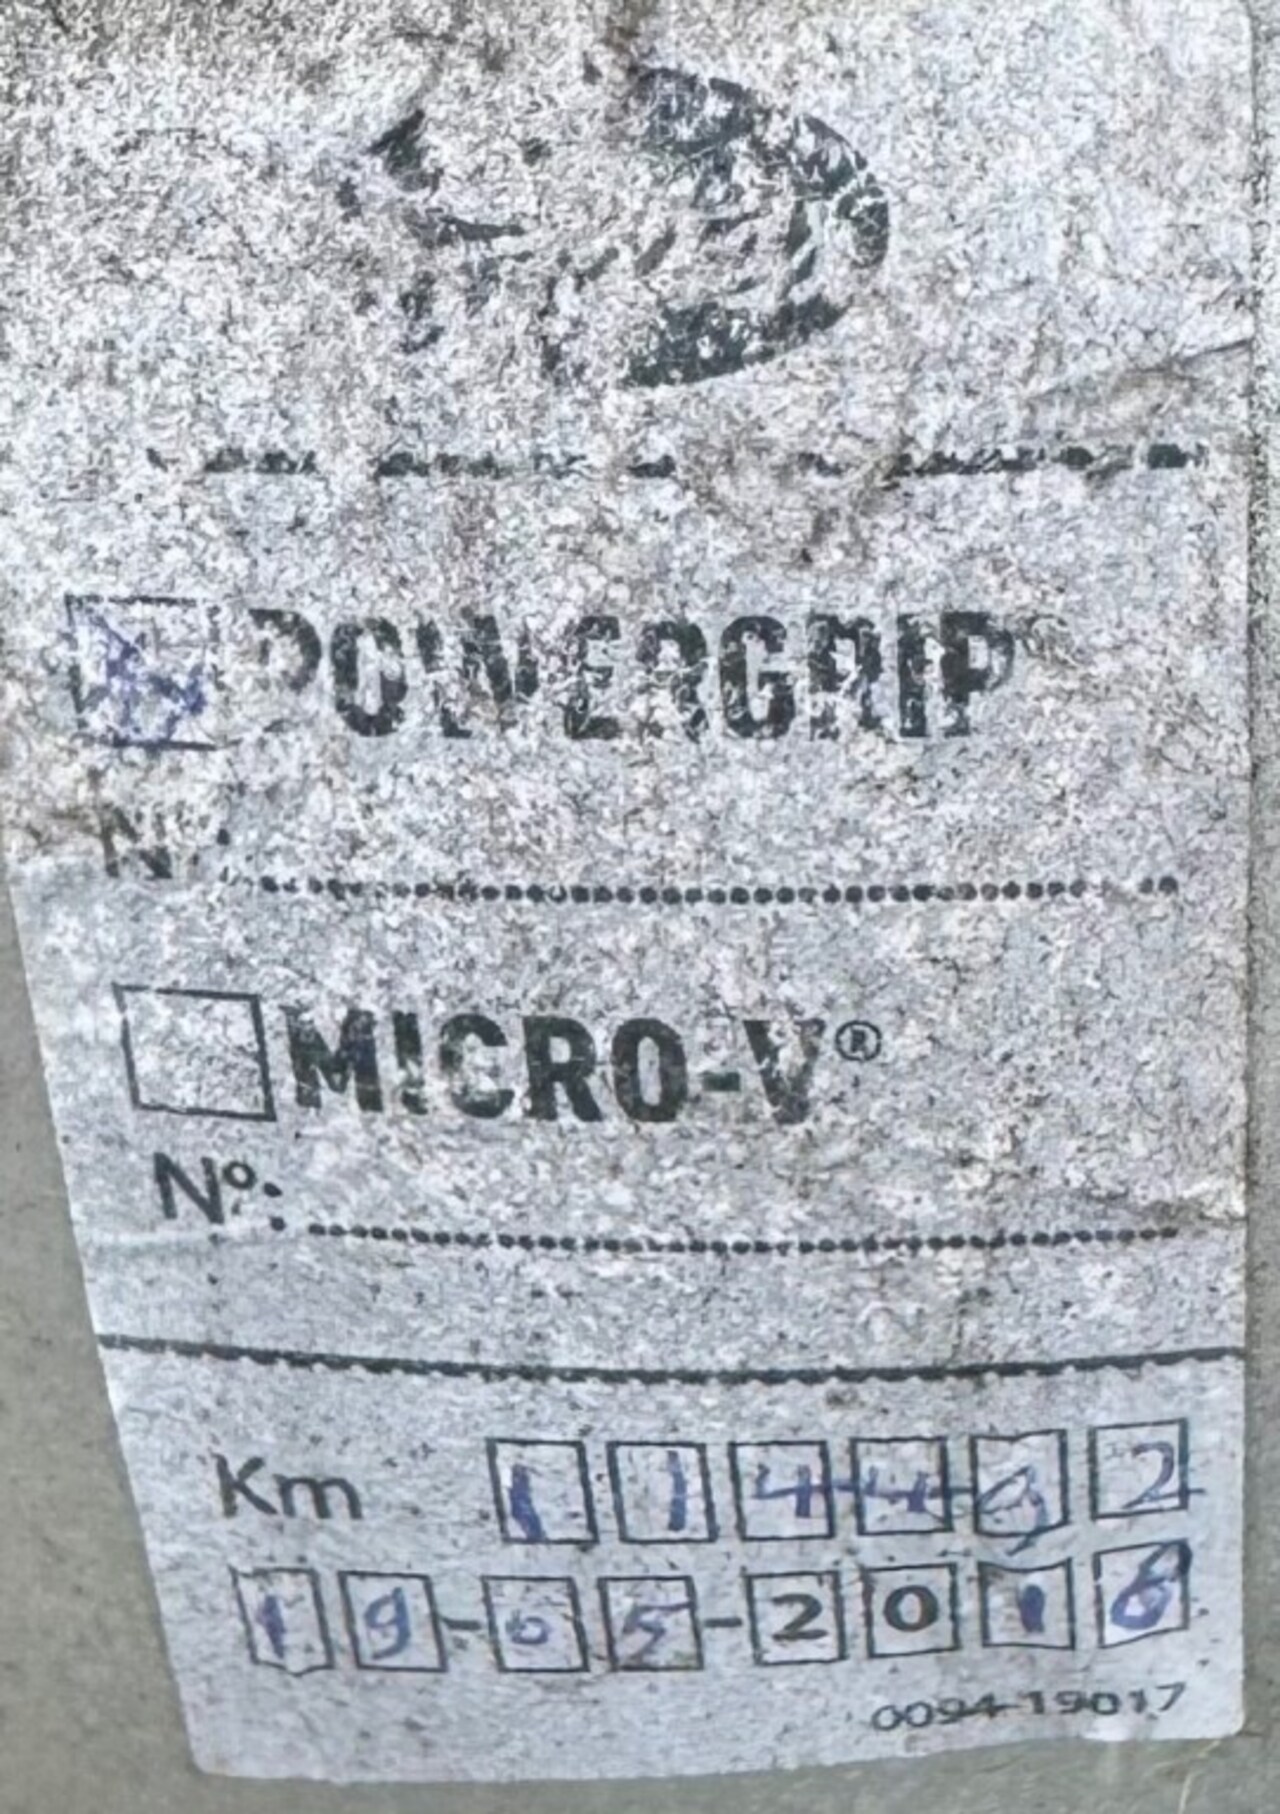 POWERGRIP
Nº:
MICRO-V®
Nº:
Km 114432
19-05-2018
0094-19017